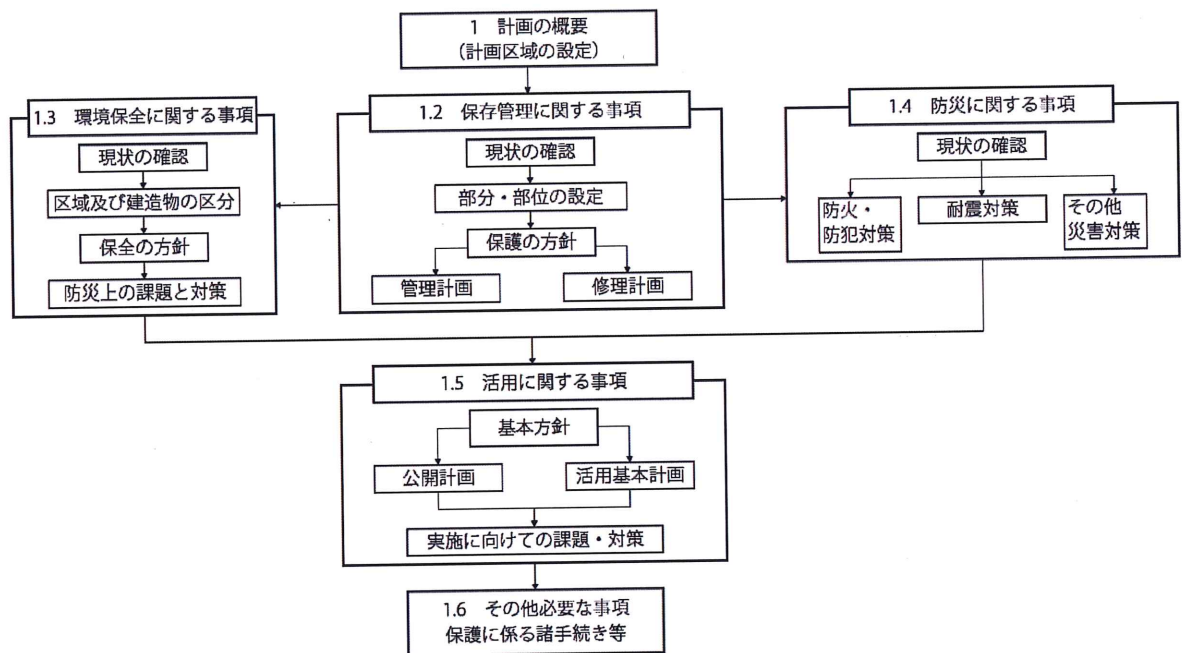 1 計画の概要
(計画区域の設定)
1.3 環境保全に関する事項
現状の確認
区域及び建造物の区分
保全の方針
防災上の課題と対策
1.2 保存管理に関する事項
現状の確認
部分・部位の設定
保護の方針
管理計画
修理計画
1.4 防災に関する事項
現状の確認
防火・
防犯対策
耐震対策
その他
災害対策
1.5 活用に関する事項
基本方針
公開計画
活用基本計画
実施に向けての課題・対策
1.6 その他必要な事項
保護に係る諸手続き等